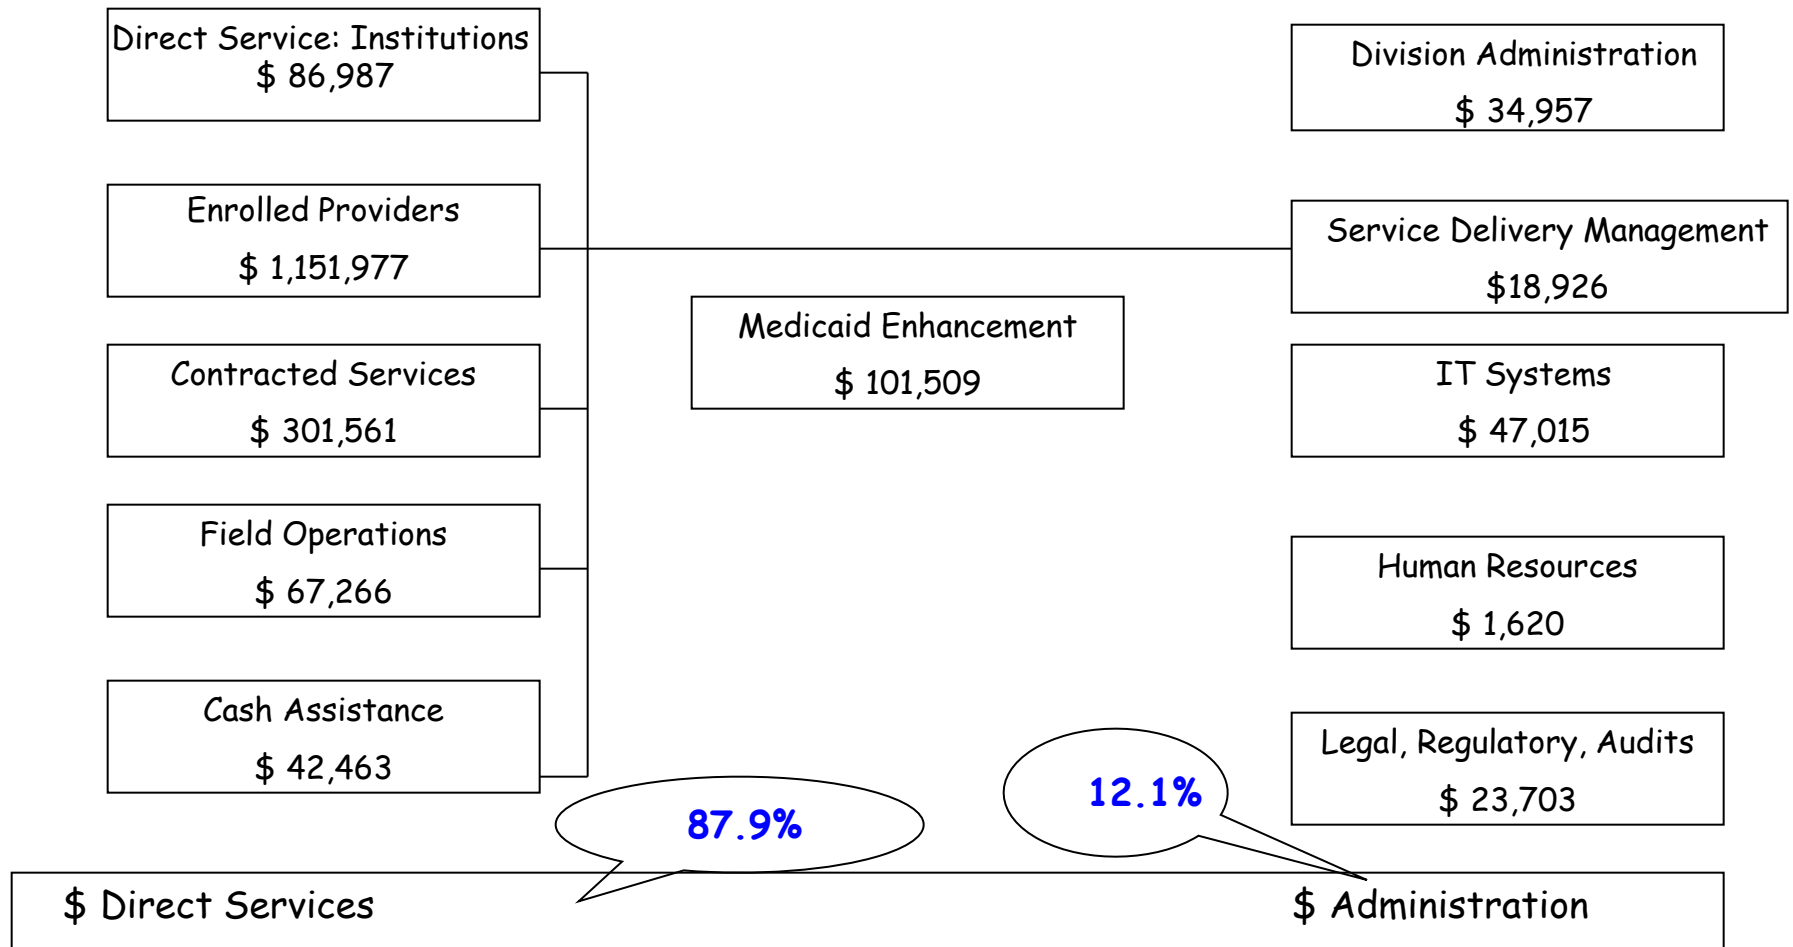 Direct Service: Institutions
$ 86,987
Enrolled Providers
$ 1,151,977
Contracted Services
$ 301,561
Field Operations
$ 67,266
Cash Assistance
$ 42,463
Medicaid Enhancement
$ 101,509
Division Administration
$ 34,957
Service Delivery Management
$18,926
IT Systems
$ 47,015
Human Resources
$ 1,620
Legal, Regulatory, Audits
$ 23,703
87.9%
12.1%
$ Direct Services
$ Administration